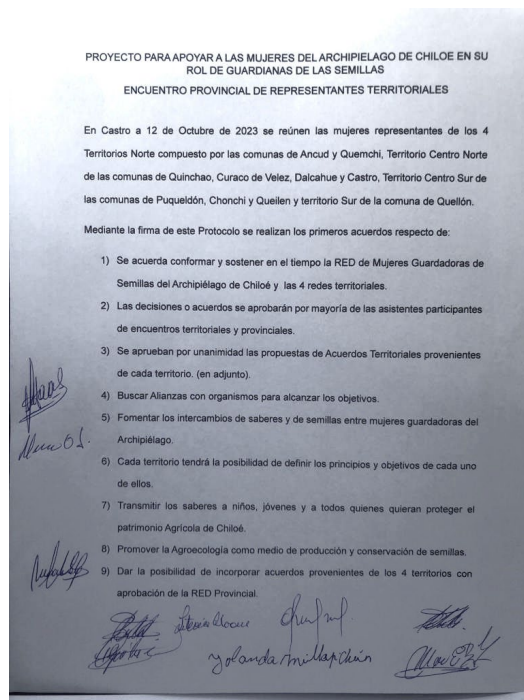 PROYECTO PARA APOYAR A LAS MUJERES DEL ARCHIPIELAGO DE CHILOE EN SU
ROL DE GUARDIANAS DE LAS SEMILLAS
ENCUENTRO PROVINCIAL DE REPRESENTANTES TERRITORIALES
En Castro a 12 de Octubre de 2023 se reúnen las mujeres representantes de los 4
Territorios Norte compuesto por las comunas de Ancud y Quemchi, Territorio Centro Norte
de las comunas de Quinchao, Curaco de Velez, Dalcahue y Castro, Territorio Centro Sur de
las comunas de Puqueldón, Chonchi y Queilen y territorio Sur de la comuna de Quellón.
Mediante la firma de este Protocolo se realizan los primeros acuerdos respecto de:
1) Se acuerda conformar y sostener en el tiempo la RED de Mujeres Guardadoras de
Semillas del Archipiélago de Chiloé y las 4 redes territoriales.
2) Las decisiones o acuerdos se aprobarán por mayoría de las asistentes participantes
de encuentros territoriales y provinciales.
3) Se aprueban por unanimidad las propuestas de Acuerdos Territoriales provenientes
de cada territorio. (en adjunto).
4) Buscar Alianzas con organismos para alcanzar los objetivos.
5) Fomentar los intercambios de saberes y de semillas entre mujeres guardadoras del
Archipiélago.
6) Cada territorio tendrá la posibilidad de definir los principios y objetivos de cada uno
de ellos.
7) Transmitir los saberes a niños, jóvenes y a todos quienes quieran proteger el
patrimonio Agrícola de Chiloé.
8) Promover la Agroecología como medio de producción y conservación de semillas.
9) Dar la posibilidad de incorporar acuerdos provenientes de los 4 territorios con
aprobación de la RED Provincial.
Yolanda